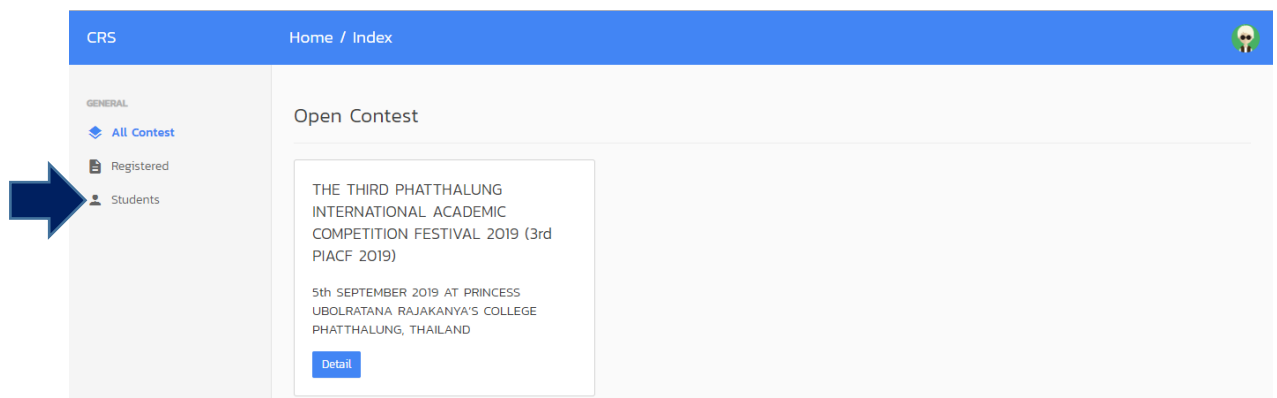 CRS
Home / Index
GENERAL
All Contest
Registered
Students
Open Contest
THE THIRD PHATTHALUNG
INTERNATIONAL ACADEMIC
COMPETITION FESTIVAL 2019 (3rd
PIACF 2019)
5th SEPTEMBER 2019 AT PRINCESS
UBOLRATANA RAJAKANYA'S COLLEGE
PHATTHALUNG, THAILAND
Detail